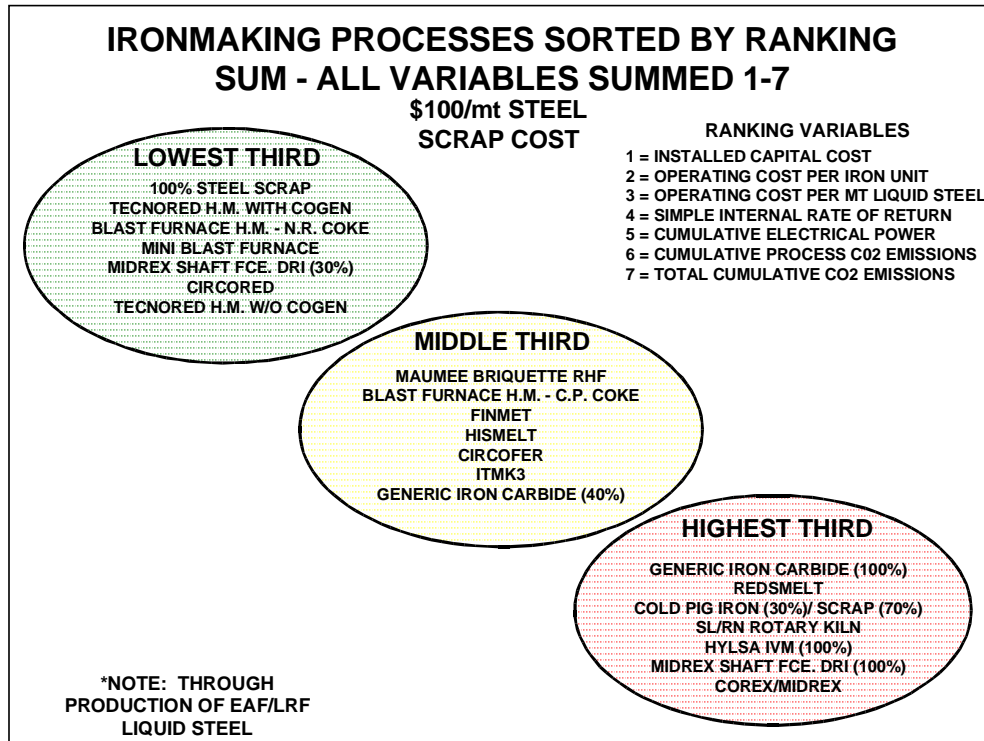 IRONMAKING PROCESSES SORTED BY RANKING
SUM - ALL VARIABLES SUMMED 1-7
$100/mt STEEL
SCRAP COST
RANKING VARIABLES
1 = INSTALLED CAPITAL COST
2 = OPERATING COST PER IRON UNIT
3 = OPERATING COST PER MT LIQUID STEEL
4 = SIMPLE INTERNAL RATE OF RETURN
5 = CUMULATIVE ELECTRICAL POWER
6 = CUMULATIVE PROCESS C02 EMISSIONS
7 = TOTAL CUMULATIVE CO2 EMISSIONS
LOWEST THIRD
100% STEEL SCRAP
TECNORED H.M. WITH COGEN
BLAST FURNACE H.M. - N.R. COKE
MINI BLAST FURNACE
MIDREX SHAFT FCE. DRI (30%)
CIRCORED
TECNORED H.M. W/O COGEN
MIDDLE THIRD
MAUMEE BRIQUETTE RHF
BLAST FURNACE H.M. - C.P. COKE
FINMET
HISMELT
CIRCOFER
ITMK3
GENERIC IRON CARBIDE (40%)
HIGHEST THIRD
GENERIC IRON CARBIDE (100%)
REDSMELT
COLD PIG IRON (30%)/ SCRAP (70%)
SL/RN ROTARY KILN
HYLSA IVM (100%)
MIDREX SHAFT FCE. DRI (100%)
COREX/MIDREX
*NOTE: THROUGH
PRODUCTION OF EAF/LRF
LIQUID STEEL